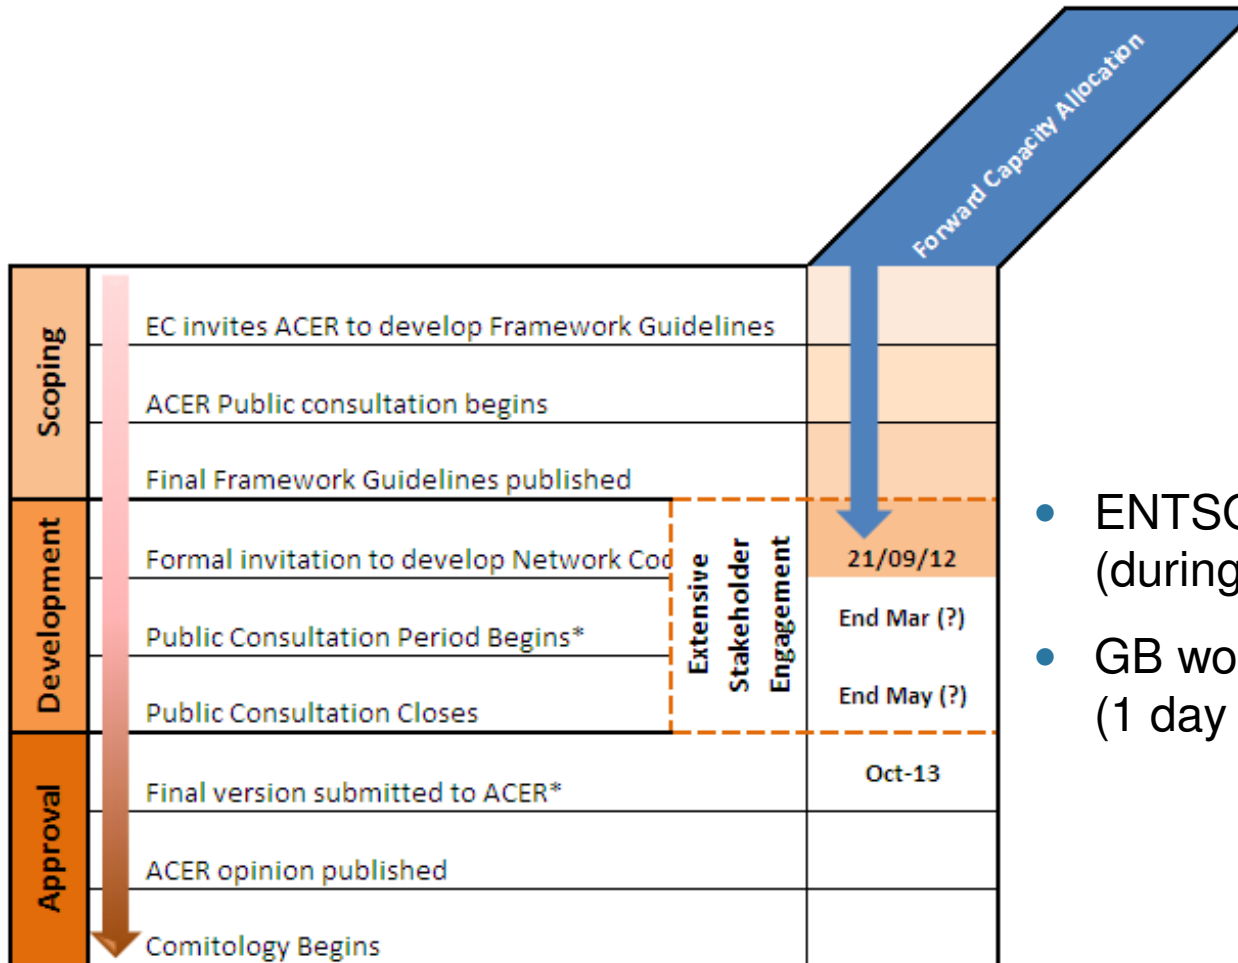 Forward Capacity Allocation
Scoping
EC invites ACER to develop Framework Guidelines
ACER Public consultation begins
Final Framework Guidelines published
Development
Formal invitation to develop Network Cod
Public Consultation Period Begins*
Public Consultation Closes
Extensive
Stakeholder
Engagement
21/09/12
End Mar (?)
End May (?)
Approval
Final version submitted to ACER*
Oct-13
ACER opinion published
Comitology Begins
• (during
• GB
(1 day